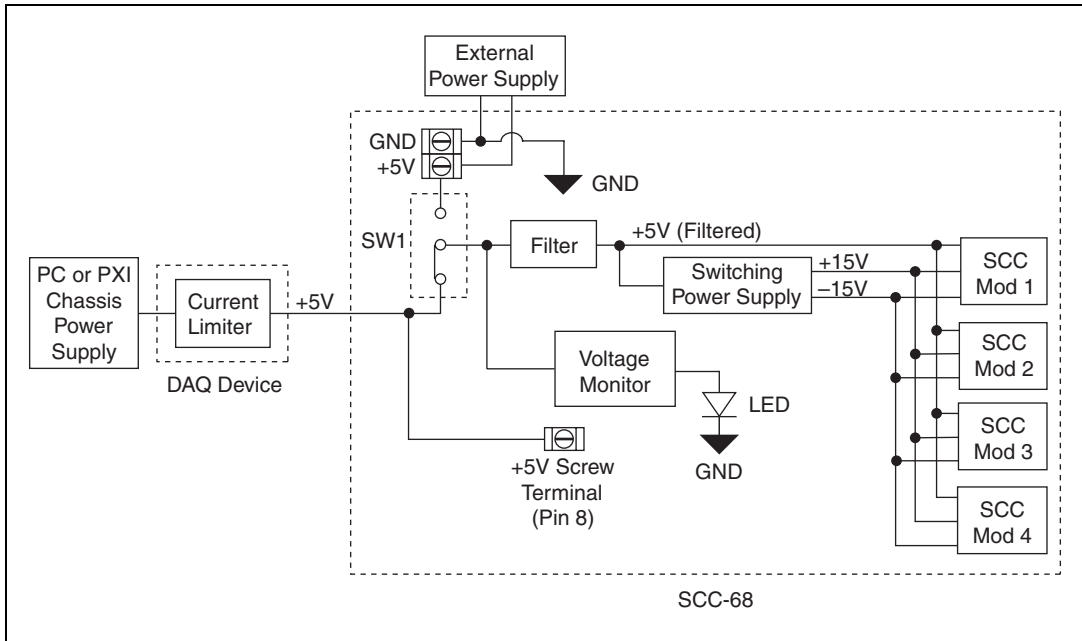 External
Power Supply
GND
+5V
GND
SW1
Filter
+5V (Filtered)
Switching
Power Supply
+15V
–15V
SCC
Mod 1
PC or PXI
Chassis
Power
Supply
Current
Limiter
+5V
DAQ Device
Voltage
Monitor
LED
GND
SCC
Mod 2
SCC
Mod 3
+5V Screw
Terminal
(Pin 8)
SCC
Mod 4
SCC-68